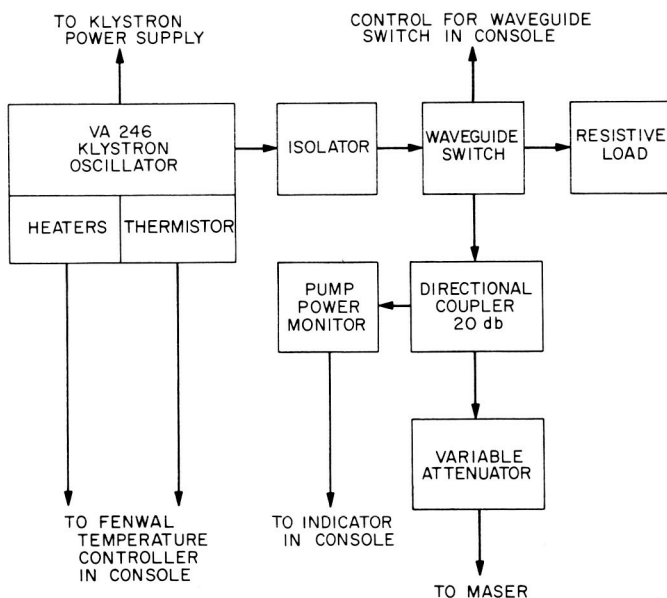 TO KLYSTRON
POWER SUPPLY
CONTROL FOR WAVEGUIDE
SWITCH IN CONSOLE
VA 246
KLYSTRON
OSCILLATOR
ISOLATOR
WAVEGUIDE
SWITCH
RESISTIVE
LOAD
HEATERS
THERMISTOR
PUMP
POWER
MONITOR
DIRECTIONAL
COUPLER
20 db
VARIABLE
ATTENUATOR
TO FENWAL
TEMPERATURE
CONTROLLER
IN CONSOLE
TO INDICATOR
IN CONSOLE
TO MASER